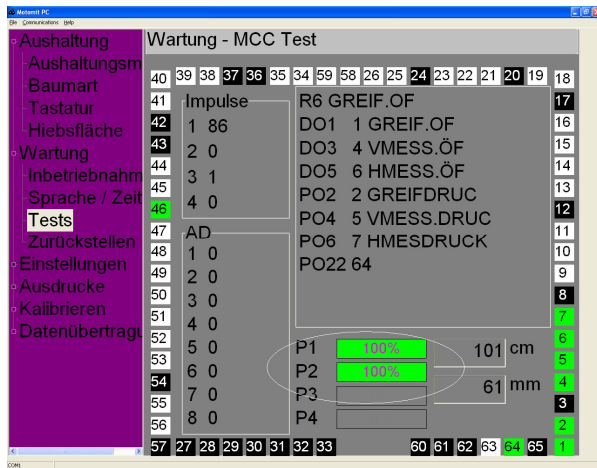 Motomit PC
File Communications Help
Aushaltung
Aushaltungsm
Baumart
Tastatur
Hiebsfläche
Wartung
Inbetriebnahm
Sprache / Zeit
Tests
Zurückstellen
Einstellungen
Ausdrucke
Kalibrieren
Datenübertragu
Wartung - MCC Test
40 39 38 37 36 35 34 59 58 26 25 24 23 22 21 20 19 18
41
42
43
44
45
46
47
48
49
50
51
52
53
54
55
56
Impulse
1 86
2 0
3 1
4 0
AD
1 0
2 0
3 0
4 0
5 0
6 0
7 0
8 0
R6 GREIF.OF
DO1 1 GREIF.OF
DO3 4 VMESS.ÖF
DO5 6 HMESS.ÖF
PO2 2 GREIFDRUC
PO4 5 VMESS.DRUC
PO6 7 HMESDRUCK
PO22 64
P1 100%
P2 100%
P3
P4
101 cm
61 mm
17
16
15
14
13
12
11
10
9
8
7
6
5
4
3
2
57 27 28 29 30 31 32 33 60 61 62 63 64 65 1
COM1